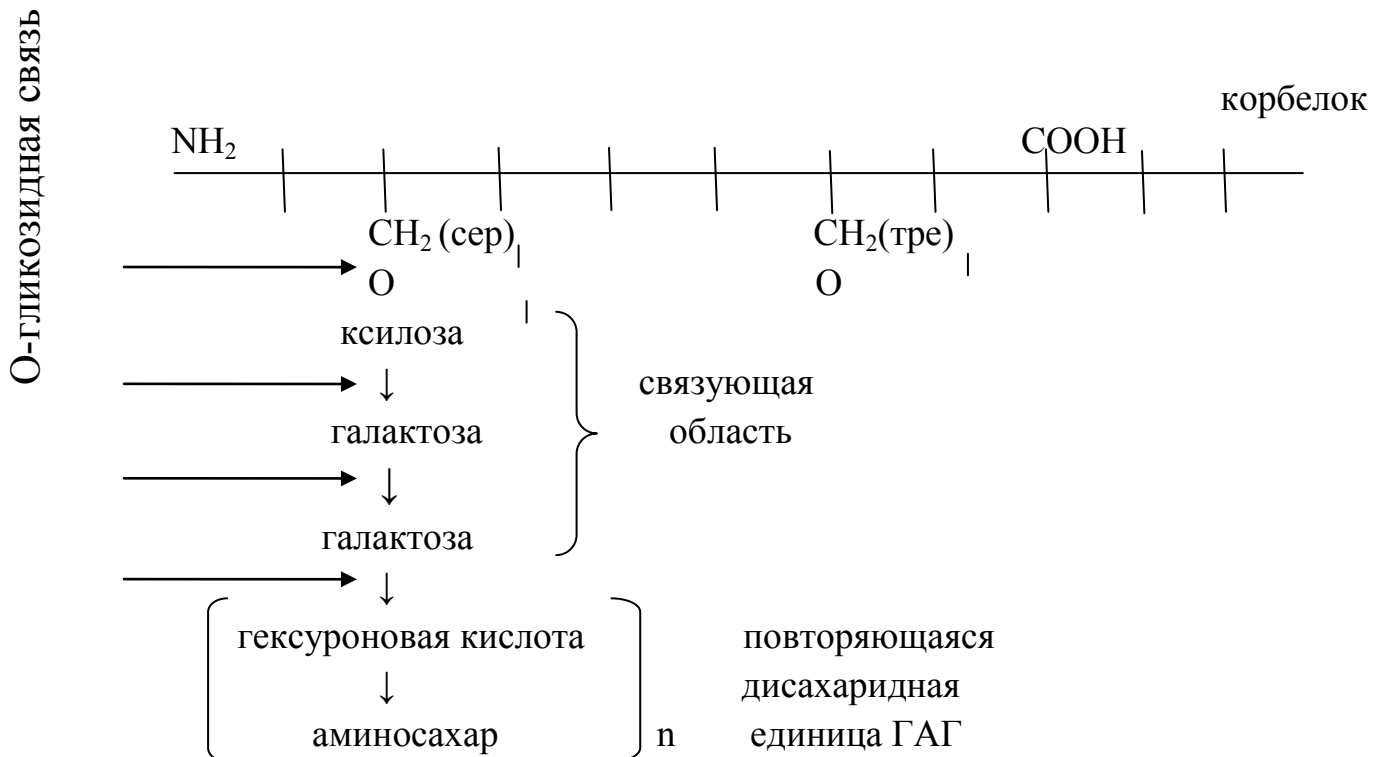 О-гликозидная связь
корбелок
NH₂ COOH
CH₂ (сер) CH₂(тре)
O O
ксилоза
↓ связующая
галактоза область
↓
галактоза
↓
гексуроновая кислота повторяющаяся
↓ дисахаридная
аминосахар n единица ГАГ